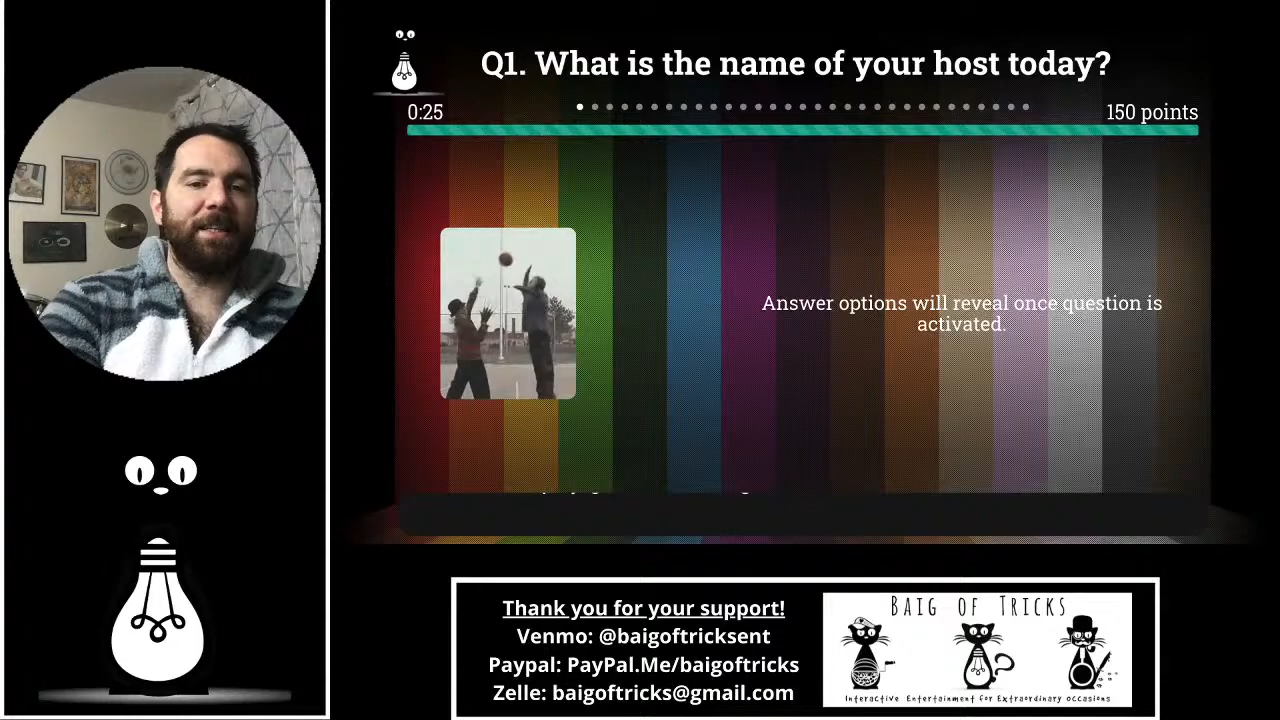 Q1. What is the name of your host today?
0:25
150 points
Answer options will reveal once question is
activated.
Thank you for your support!
Venmo: @baigoftricksent
Paypal: PayPal.Me/baigoftricks
Zelle: baigoftricks@gmail.com
BAIG OF TRICKS
Interactive Entertainment for Extraordinary occasions